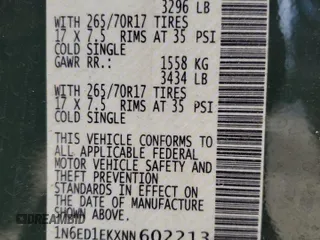 3296 LB
WITH 265/70R17 TIRES
17 X 7.5 RIMS AT 35 PSI
COLD SINGLE
GAWR RR.: 1558 KG
3434 LB
WITH 265/70R17 TIRES
17 X 7.5 RIMS AT 35 PSI
COLD SINGLE
THIS VEHICLE CONFORMS TO
ALL APPLICABLE FEDERAL
MOTOR VEHICLE SAFETY AND
THEFT PREVENTION
STANDARDS IN EFFECT ON
THE DATE OF MANUFACTURE
SHOWN ABOVE.
1N6ED1EKXNN602213
DREAMBID